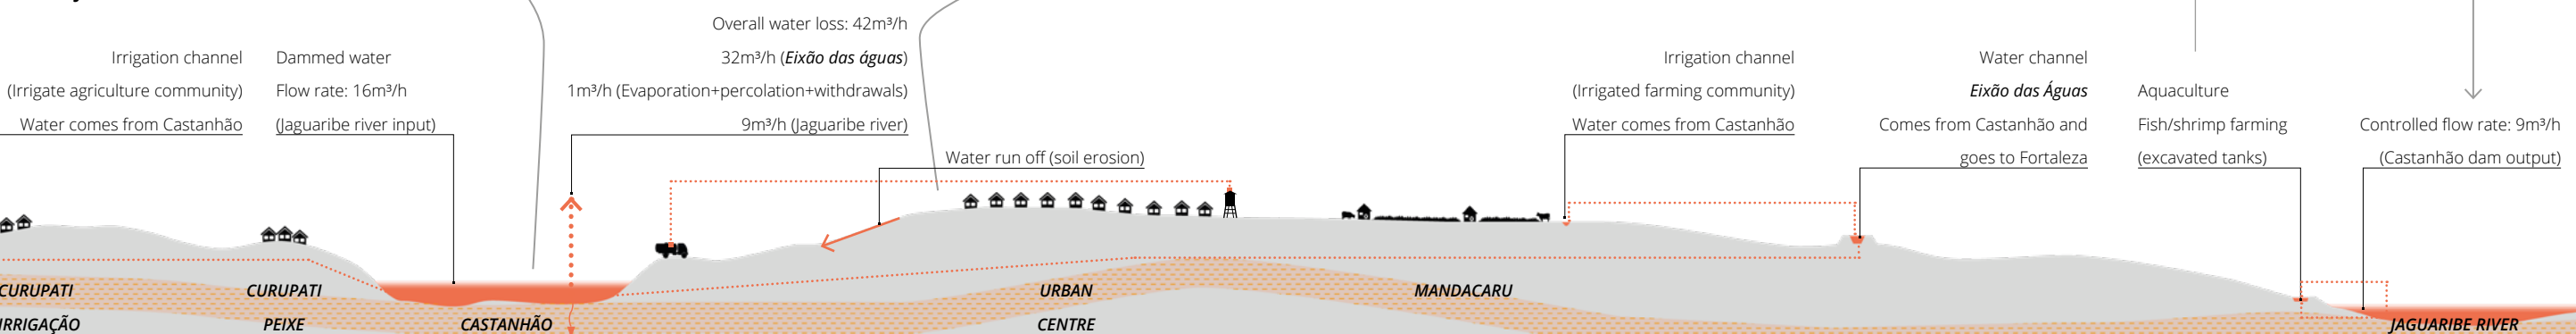 Irrigation channel
(Irrigate agriculture community)
Water comes from Castanhão
Dammed water
Flow rate: 16m³/h
(Jaguaribe river input)
Overall water loss: 42m³/h
32m³/h (Eixão das águas)
1m³/h (Evaporation+percolation+withdrawals)
9m³/h (Jaguaribe river)
Water run off (soil erosion)
Irrigation channel
(Irrigated farming community)
Water comes from Castanhão
Water channel
Eixão das Águas
Comes from Castanhão and
goes to Fortaleza
Aquaculture
Fish/shrimp farming
(excavated tanks)
Controlled flow rate: 9m³/h
(Castanhão dam output)
CURUPATI
IRRIGAÇÃO
CURUPATI
PEIXE
CASTANHÃO
URBAN
CENTRE
MANDACARU
JAGUARIBE RIVER